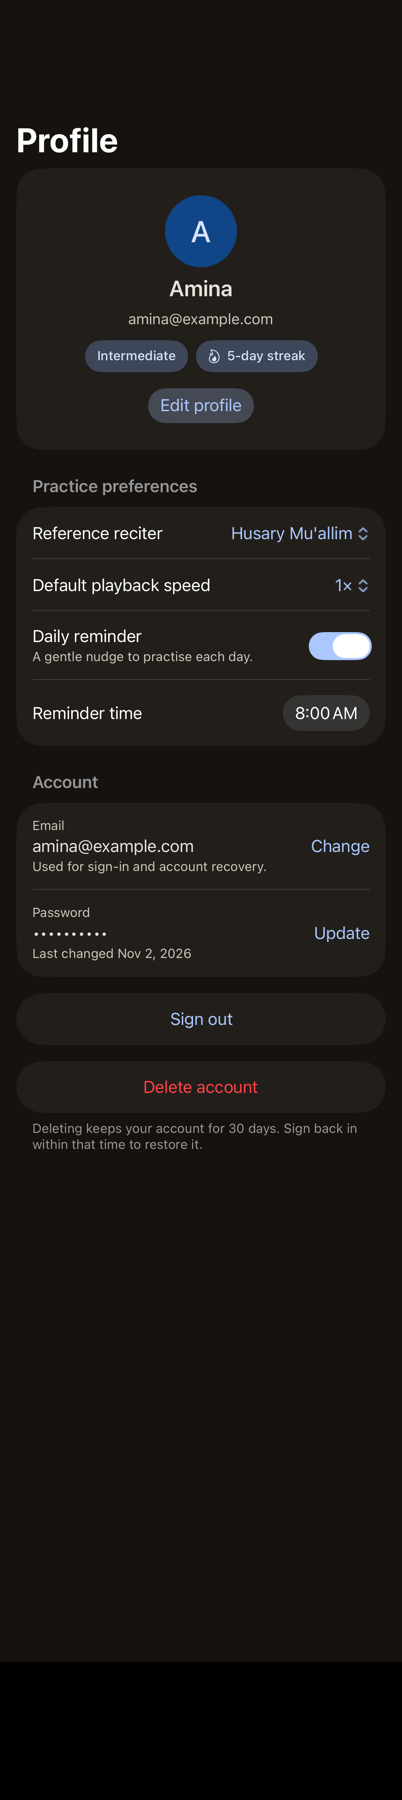 Profile
A
Amina
amina@example.com
Intermediate
5-day streak
Edit profile
Practice preferences
Reference reciter Husary Mu'allim
Default playback speed 1×
Daily reminder
A gentle nudge to practise each day.
Reminder time 8:00 AM
Account
Email
amina@example.com Change
Used for sign-in and account recovery.
Password
•••••••••• Update
Last changed Nov 2, 2026
Sign out
Delete account
Deleting keeps your account for 30 days. Sign back in
within that time to restore it.